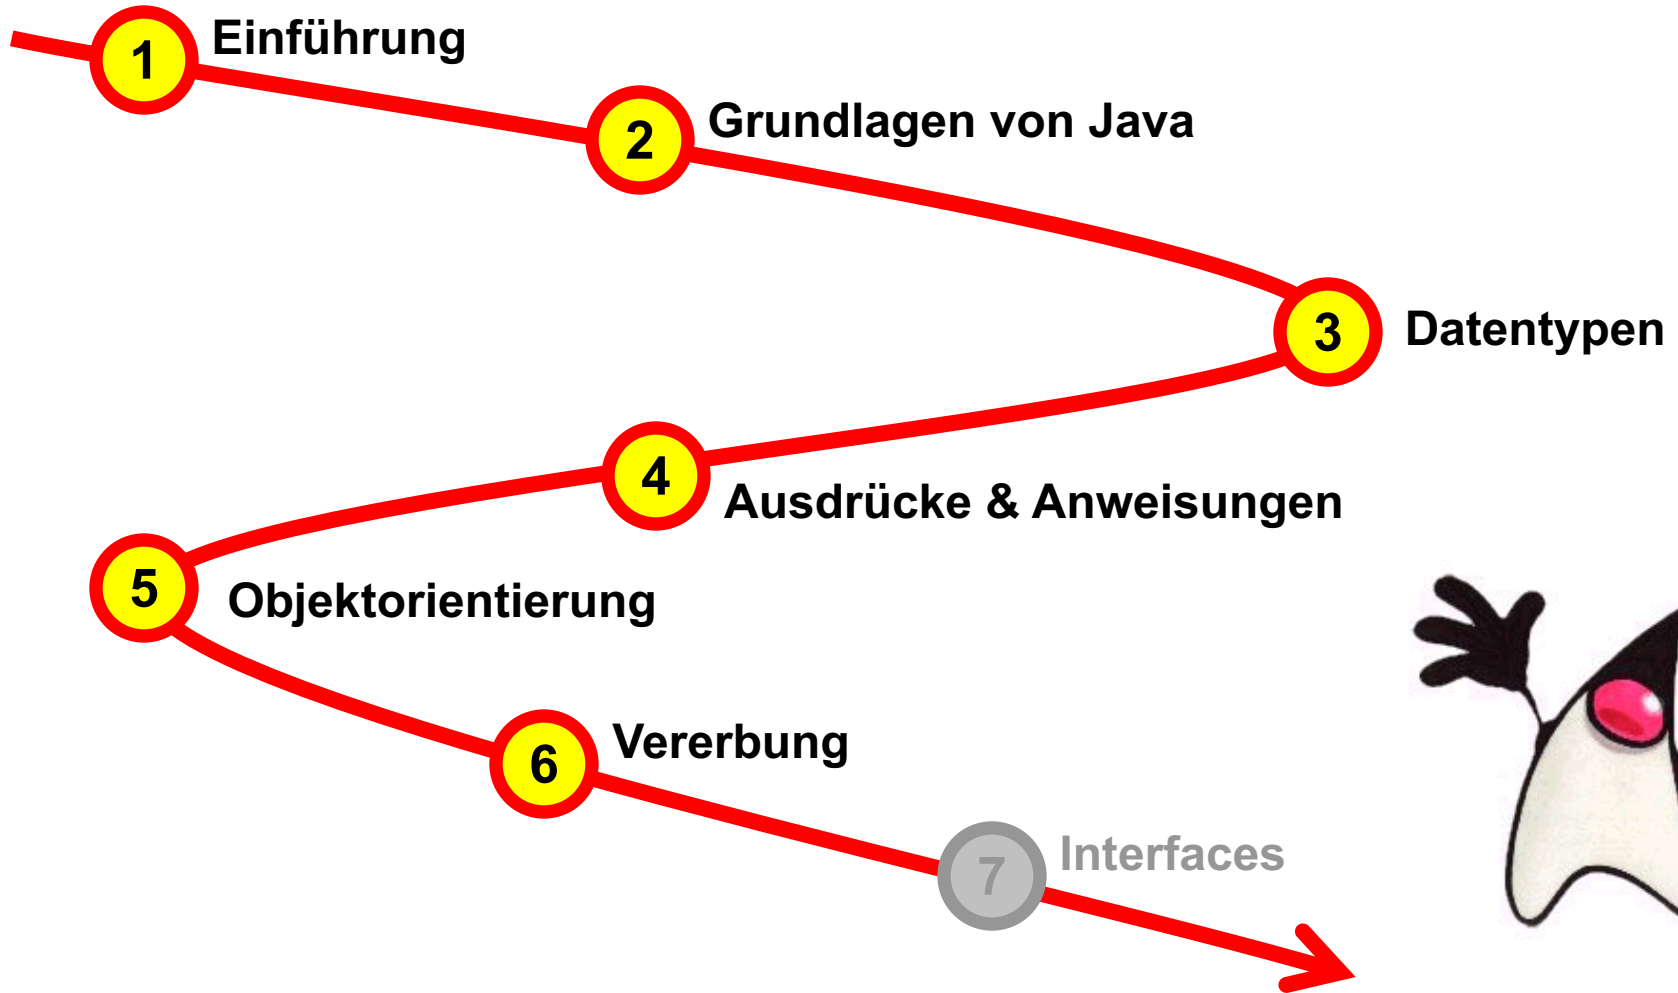 1 Einführung
2 Grundlagen von Java
3 Datentypen
4 Ausdrücke & Anweisungen
5 Objektorientierung
6 Vererbung
7 Interfaces